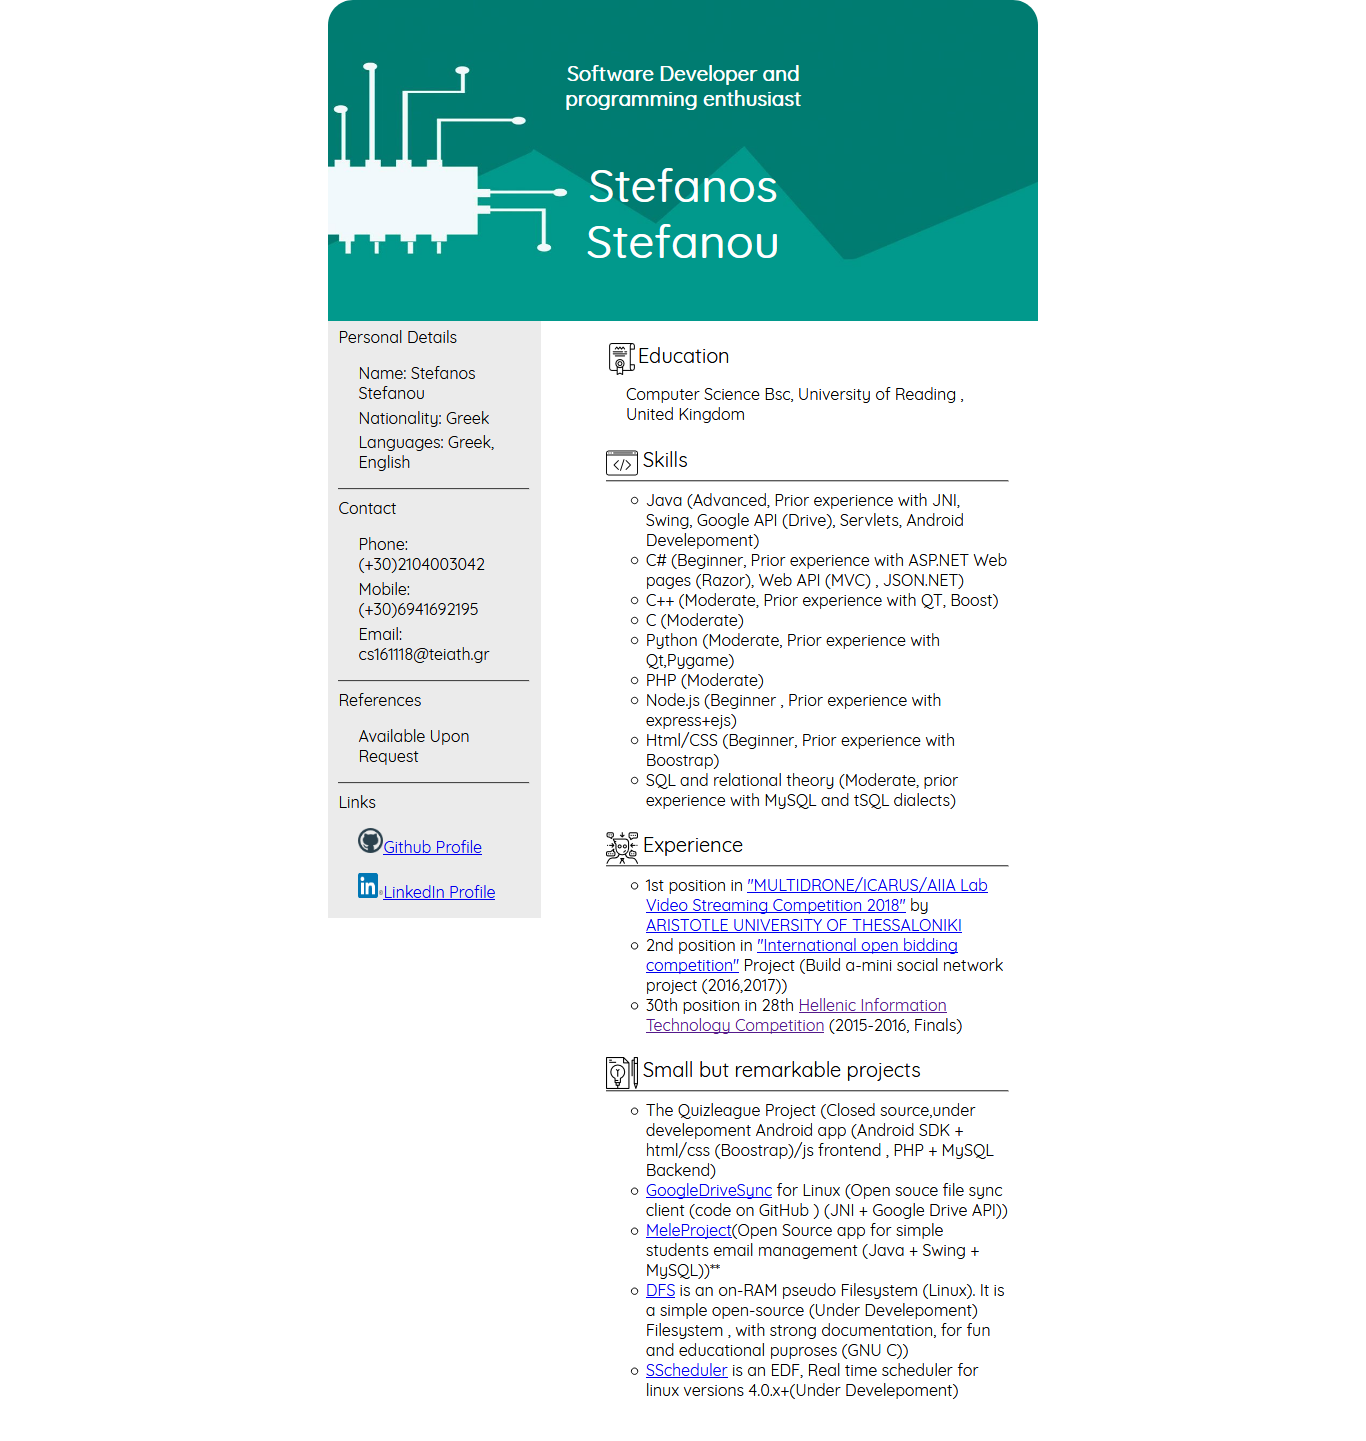 Software Developer and
programming enthusiast
Stefanos
Stefanou
Personal Details
Name: Stefanos
Stefanou
Nationality: Greek
Languages: Greek,
English
Contact
Phone:
(+30)2104003042
Mobile:
(+30)6941692195
Email:
cs161118@teiath.gr
References
Available Upon
Request
Links
Github Profile
in
LinkedIn Profile
Education
Computer Science Bsc, University of Reading ,
United Kingdom
Skills
Java (Advanced, Prior experience with JNI,
Swing, Google API (Drive), Servlets, Android
Develepoment)
C# (Beginner, Prior experience with ASP.NET Web
pages (Razor), Web API (MVC) , JSON.NET)
C++ (Moderate, Prior experience with QT, Boost)
C (Moderate)
Python (Moderate, Prior experience with
Qt,Pygame)
PHP (Moderate)
Node.js (Beginner , Prior experience with
express+ejs)
Html/CSS (Beginner, Prior experience with
Boostrap)
SQL and relational theory (Moderate, prior
experience with MySQL and tSQL dialects)
Experience
1st position in "MULTIDRONE/ICARUS/AIIA Lab
Video Streaming Competition 2018" by
ARISTOTLE UNIVERSITY OF THESSALONIKI
2nd position in "International open bidding
competition" Project (Build a-mini social network
project (2016,2017))
30th position in 28th Hellenic Information
Technology Competition (2015-2016, Finals)
Small but remarkable projects
The Quizleague Project (Closed source,under
develepoment Android app (Android SDK +
html/css (Boostrap)/js frontend , PHP + MySQL
Backend)
GoogleDriveSync for Linux (Open souce file sync
client (code on GitHub ) (JNI + Google Drive API))
MeleProject(Open Source app for simple
students email management (Java + Swing +
MySQL))**
DFS is an on-RAM pseudo Filesystem (Linux). It is
a simple open-source (Under Develepoment)
Filesystem , with strong documentation, for fun
and educational puproses (GNU C))
SScheduler is an EDF, Real time scheduler for
linux versions 4.0.x+(Under Develepoment)